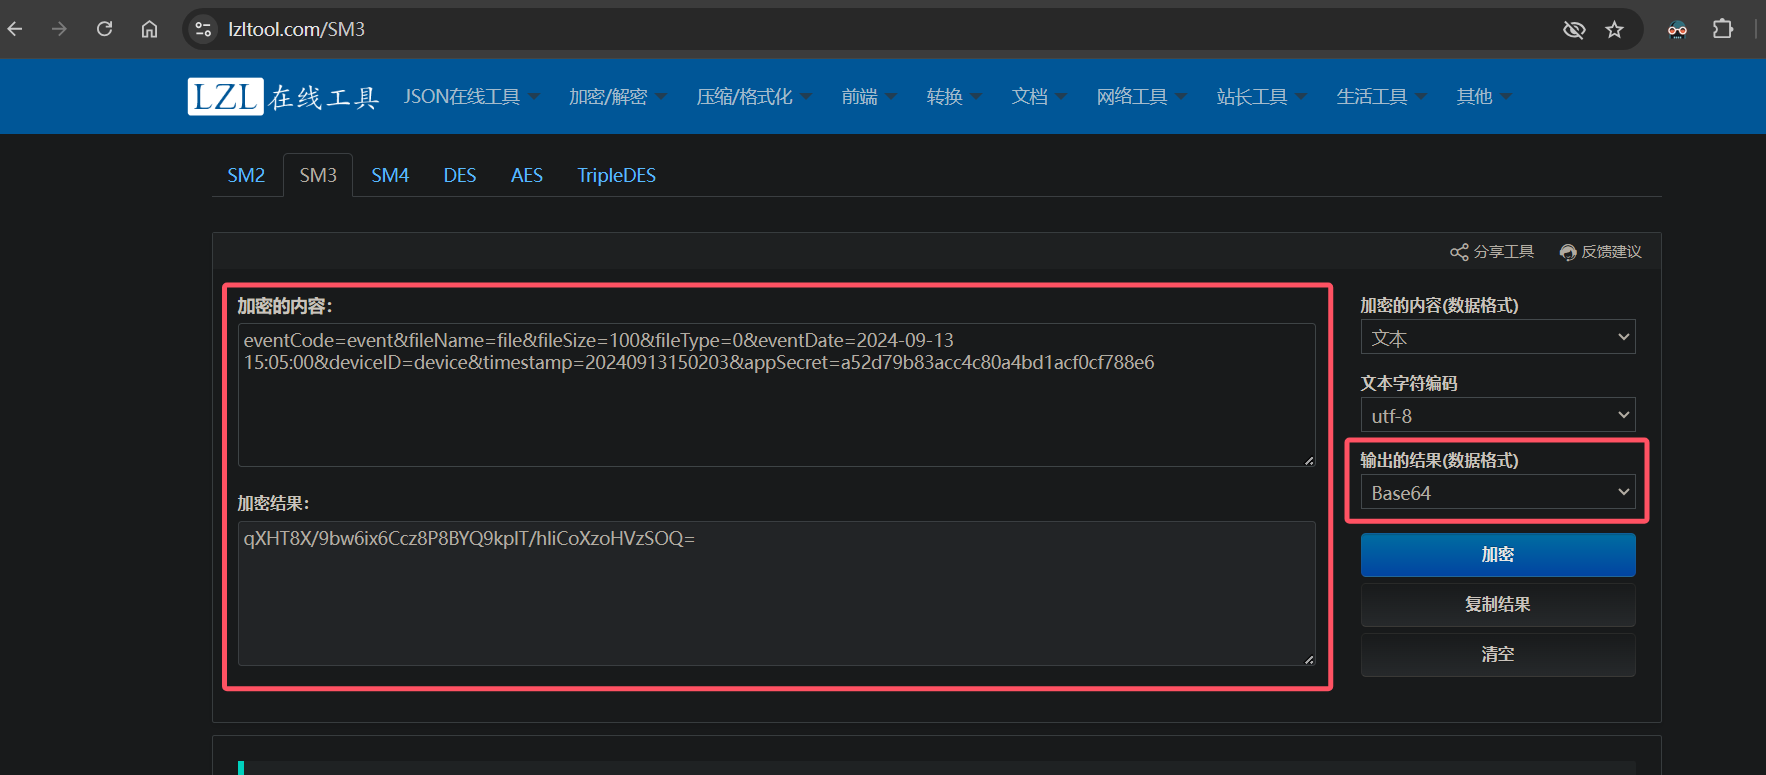 lzltool.com/SM3
LZL在线工具 JSON在线工具 加密/解密 压缩/格式化 前端 转换 文档 网络工具 站长工具 生活工具 其他
SM2 SM3 SM4 DES AES TripleDES
分享工具 反馈建议
加密的内容:
eventCode=event&fileName=file&fileSize=100&fileType=0&eventDate=2024-09-13
15:05:00&deviceID=device&timestamp=20240913150203&appSecret=a52d79b83acc4c80a4bd1acf0cf788e6
加密结果:
qXHT8X/9bw6ix6Ccz8P8BYQ9kpIT/hIiCoXzoHVzSOQ=
加密的内容(数据格式)
文本
文本字符编码
utf-8
输出的结果(数据格式)
Base64
加密
复制结果
清空